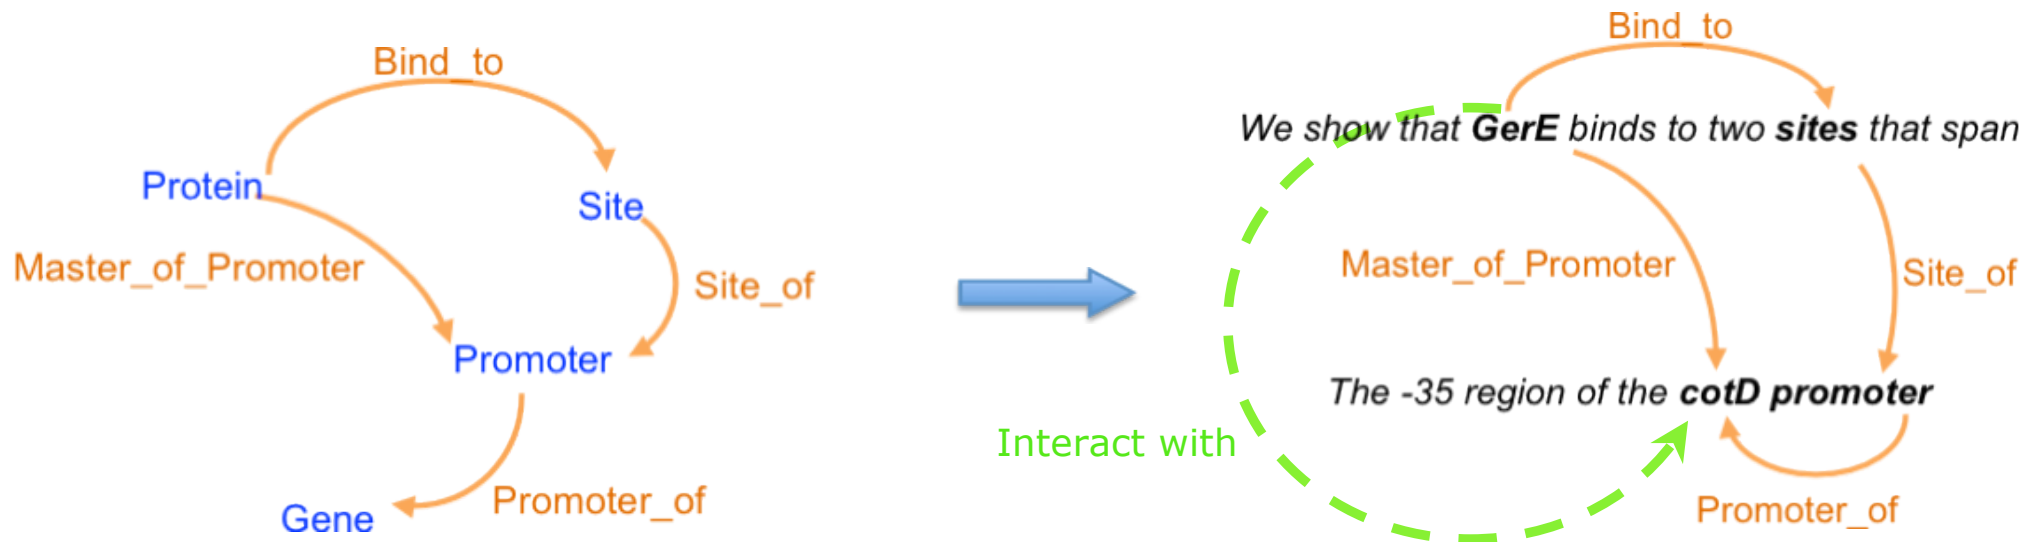 Bind_to
Protein
Site
Master_of_Promoter
Site_of
Promoter
Promoter_of
Gene
Bind_to
We show that GerE binds to two sites that span
Master_of_Promoter
Site_of
The -35 region of the cotD promoter
Interact with
Promoter_of